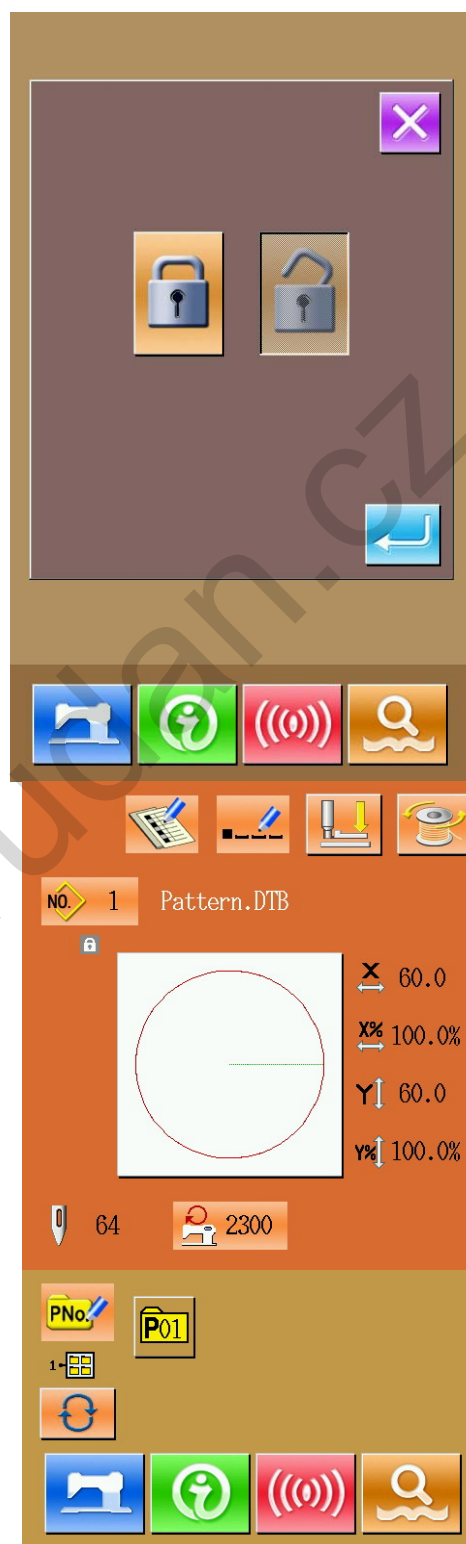 NO. 1 Pattern.DTB
X 60.0
X% 100.0%
Y 60.0
Y% 100.0%
64 2300
PNo. P01
1-